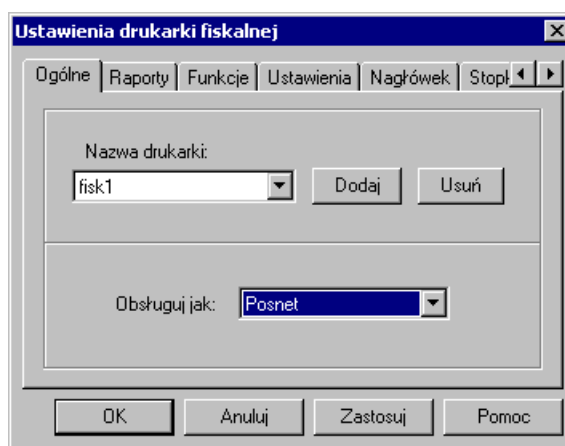 Ustawienia drukarki fiskalnej
Ogólne Raporty Funkcje Ustawienia Nagłówek
Nazwa drukarki:
fisk1 Dodaj Usuń
Obsługuj jak: Posnet
OK Anuluj Zastosuj Pomoc